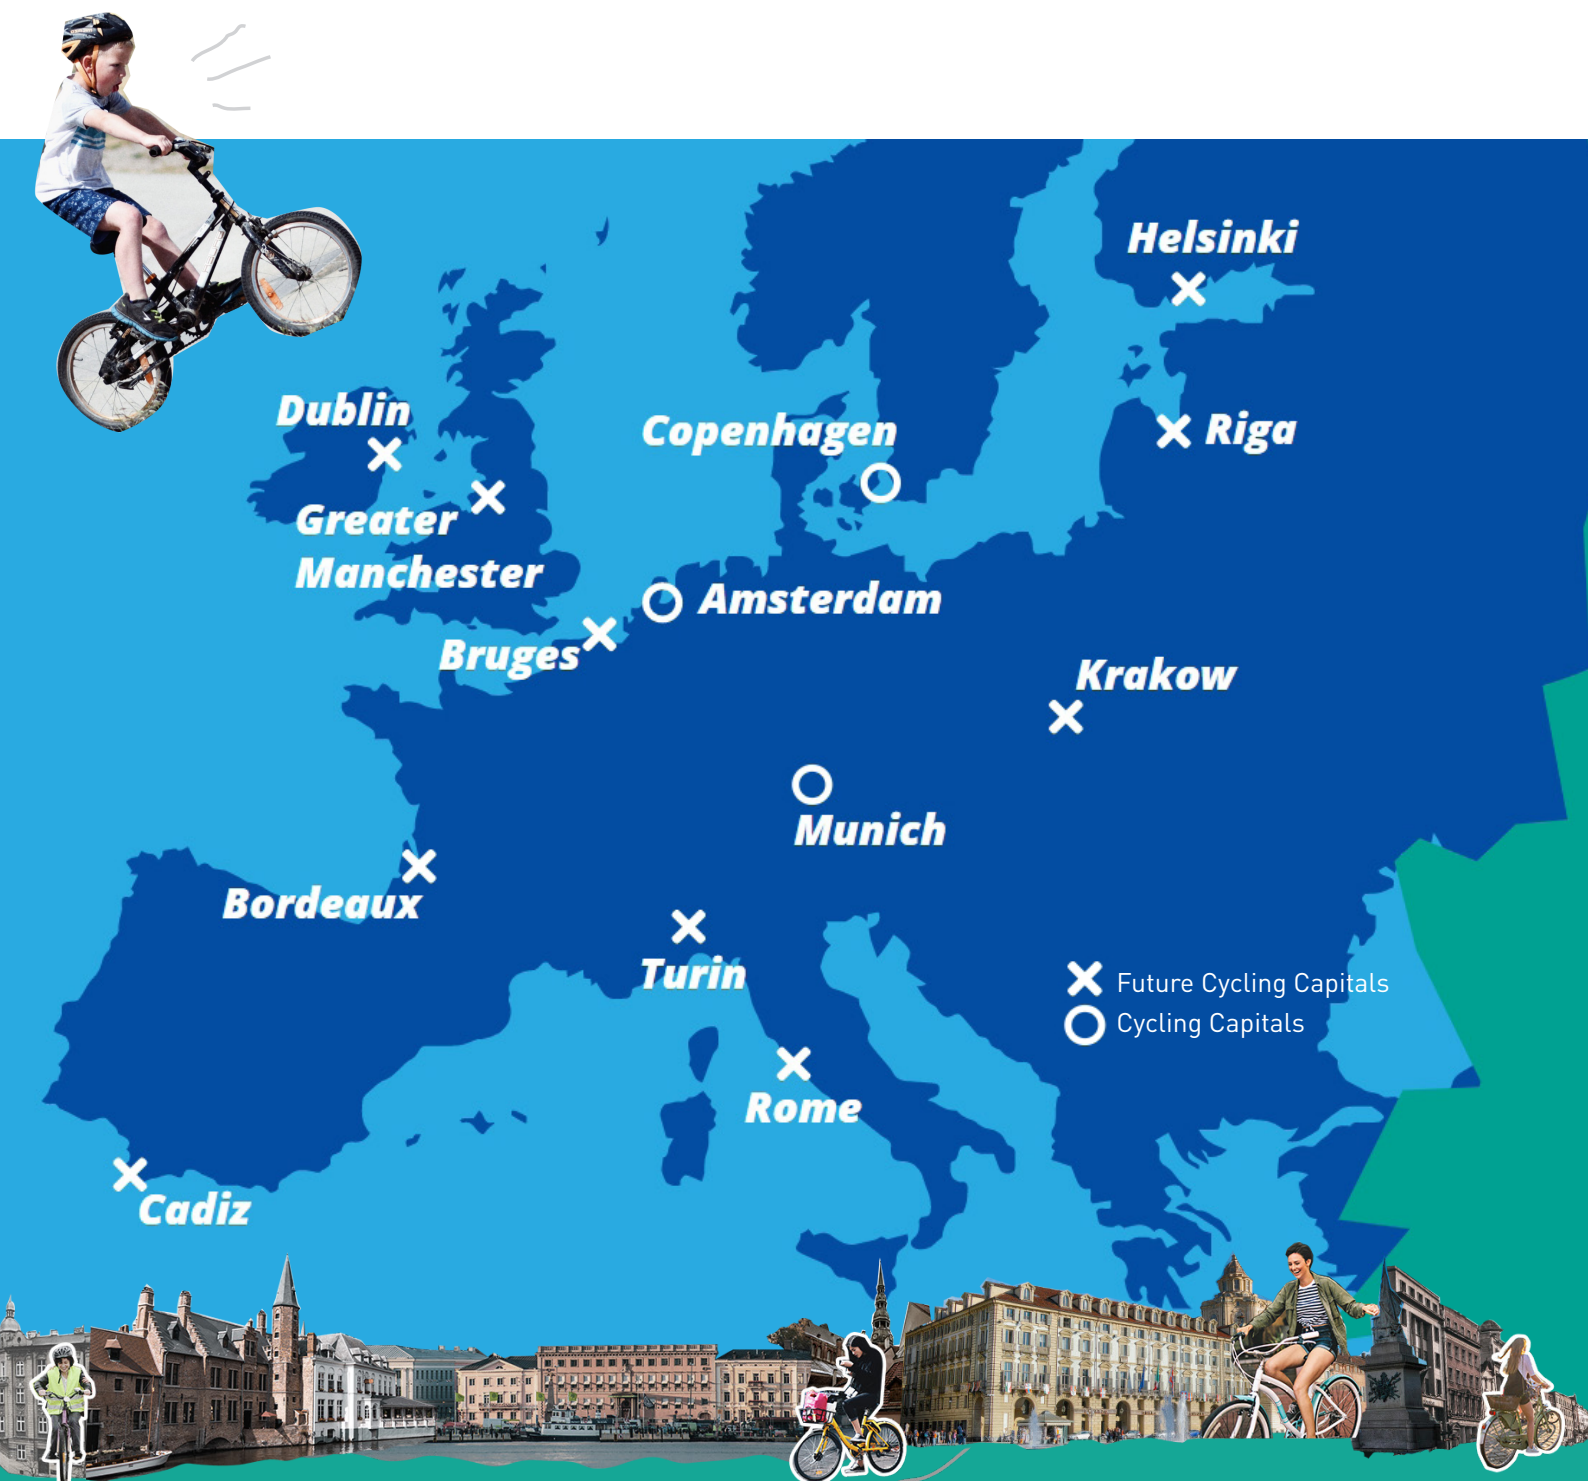 Helsinki
Dublin
Copenhagen
Riga
Greater
Manchester
Amsterdam
Bruges
Krakow
Munich
Bordeaux
Turin
Future Cycling Capitals
Cycling Capitals
Rome
Cadiz